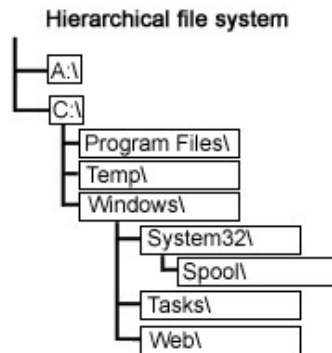 Hierarchical file system
A:\
C:\
Program Files\
Temp\
Windows\
System32\
Spool\
Tasks\
Web\